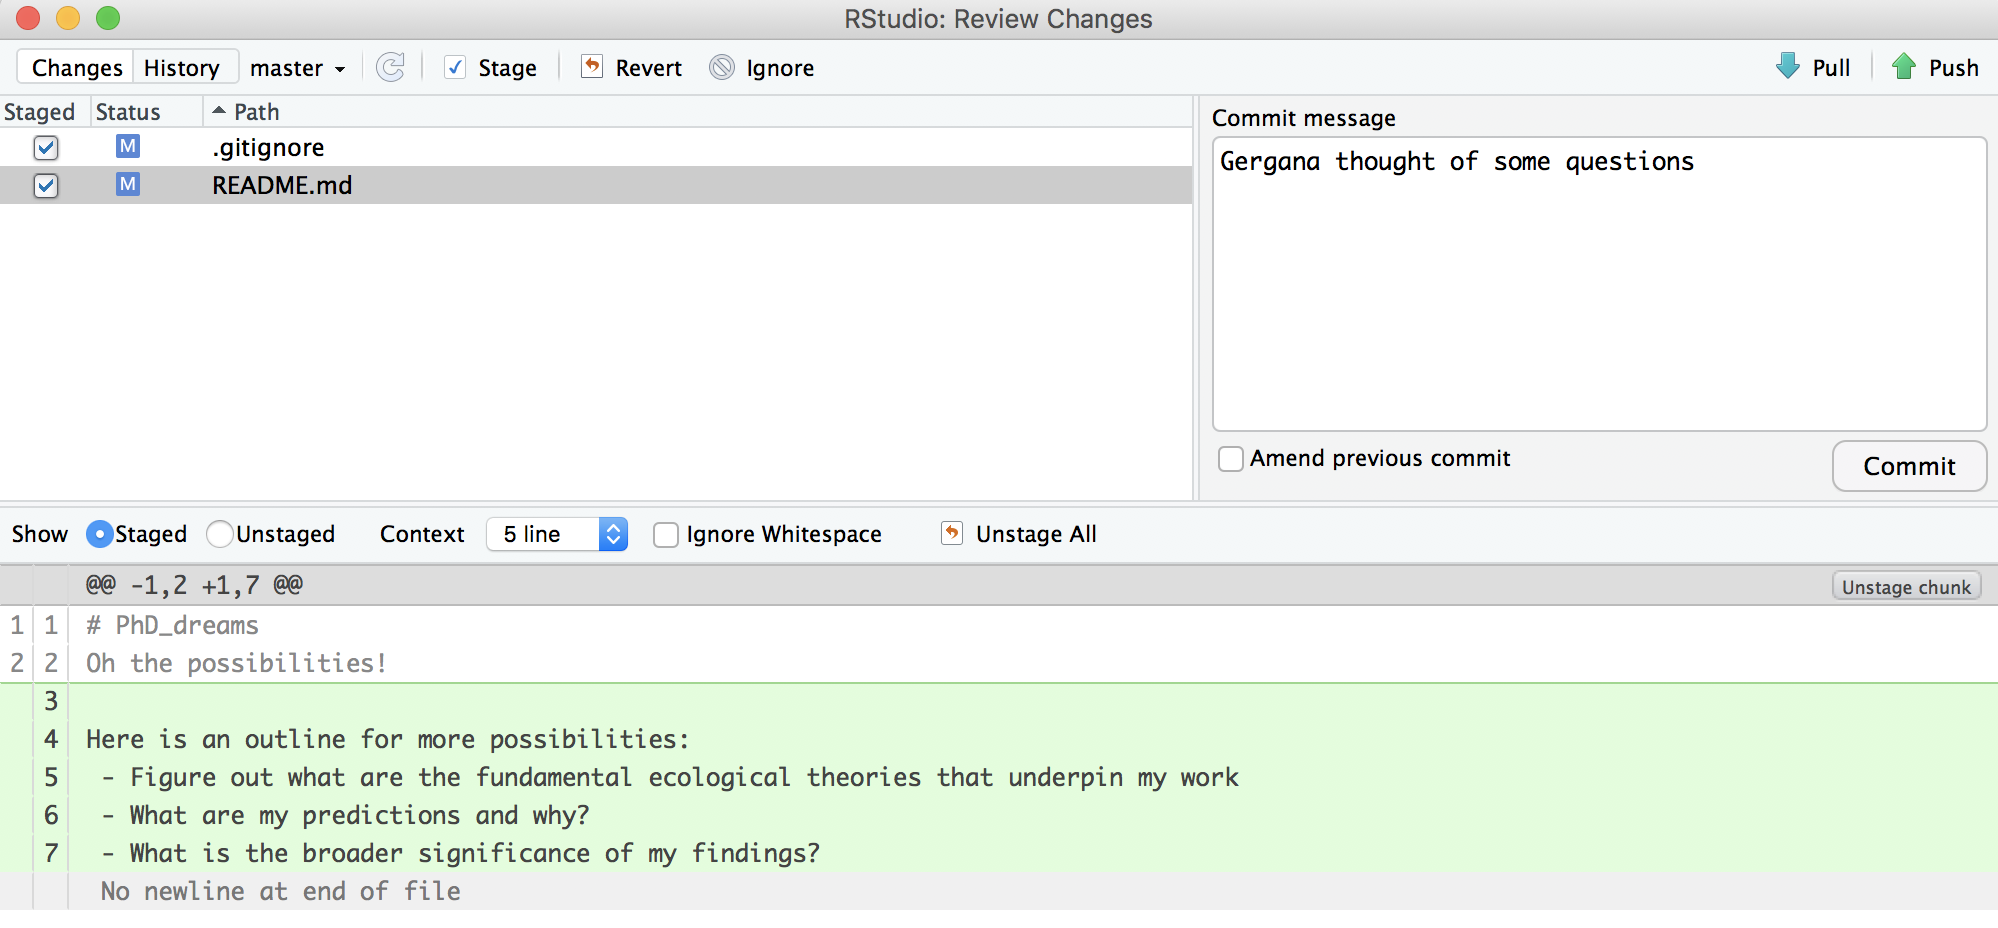 RStudio: Review Changes
Changes History master Stage Revert Ignore Pull Push
Staged Status Path
M .gitignore
M README.md
Commit message
Gergana thought of some questions
Amend previous commit Commit
Show Staged Unstaged Context 5 line Ignore Whitespace Unstage All
@@ -1,2 +1,7 @@ Unstage chunk
1 1 # PhD_dreams
2 2 Oh the possibilities!
3
4 Here is an outline for more possibilities:
5 - Figure out what are the fundamental ecological theories that underpin my work
6 - What are my predictions and why?
7 - What is the broader significance of my findings?
No newline at end of file